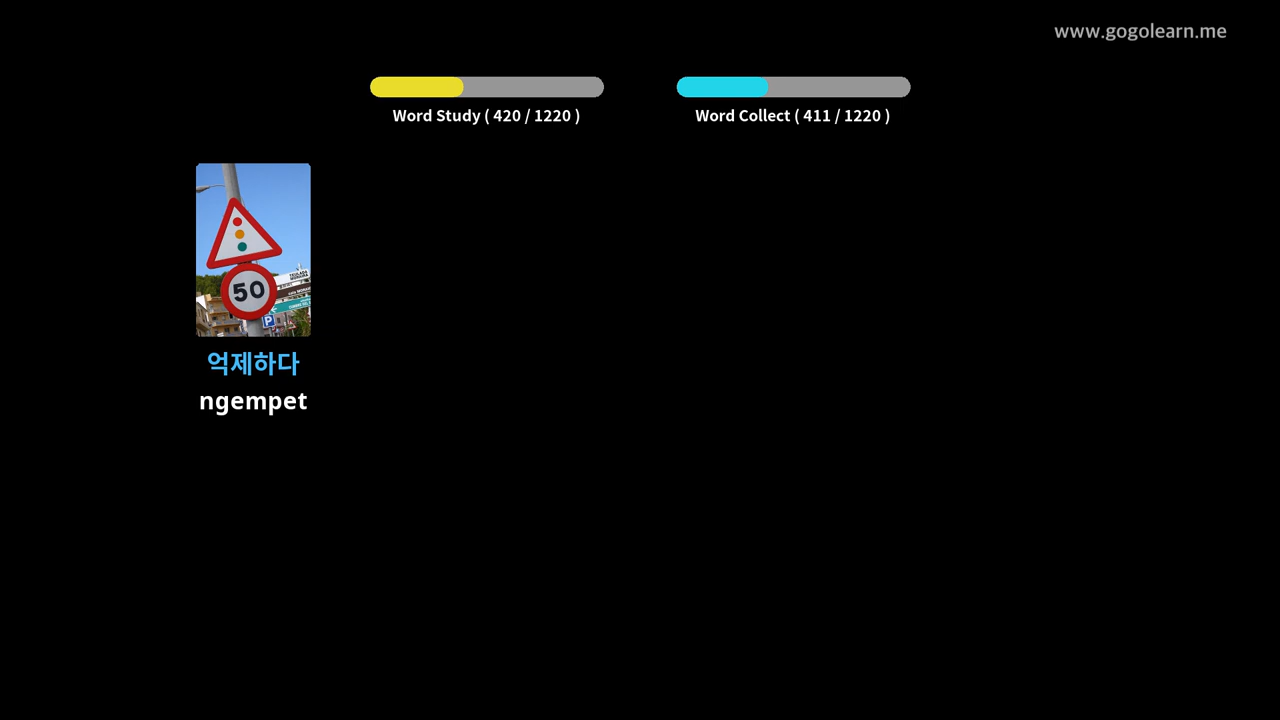 www.gogolearn.me
Word Study ( 420 / 1220 )
Word Collect ( 411 / 1220 )
50
P
억제하다
ngempet